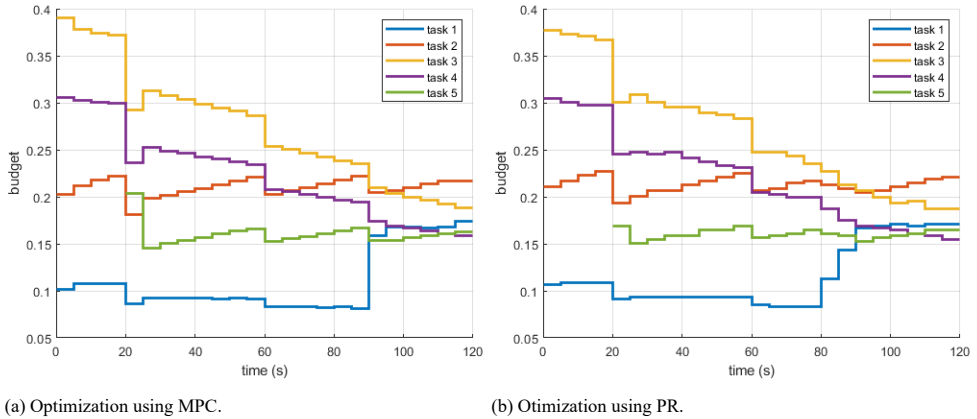 0.4
0.35
0.3
0.25
0.2
0.15
0.1
0.05
budget
0 20 40 60 80 100 120
time (s)
task 1
task 2
task 3
task 4
task 5
(a) Optimization using MPC.
0.4
0.35
0.3
0.25
0.2
0.15
0.1
0.05
budget
0 20 40 60 80 100 120
time (s)
task 1
task 2
task 3
task 4
task 5
(b) Otimization using PR.